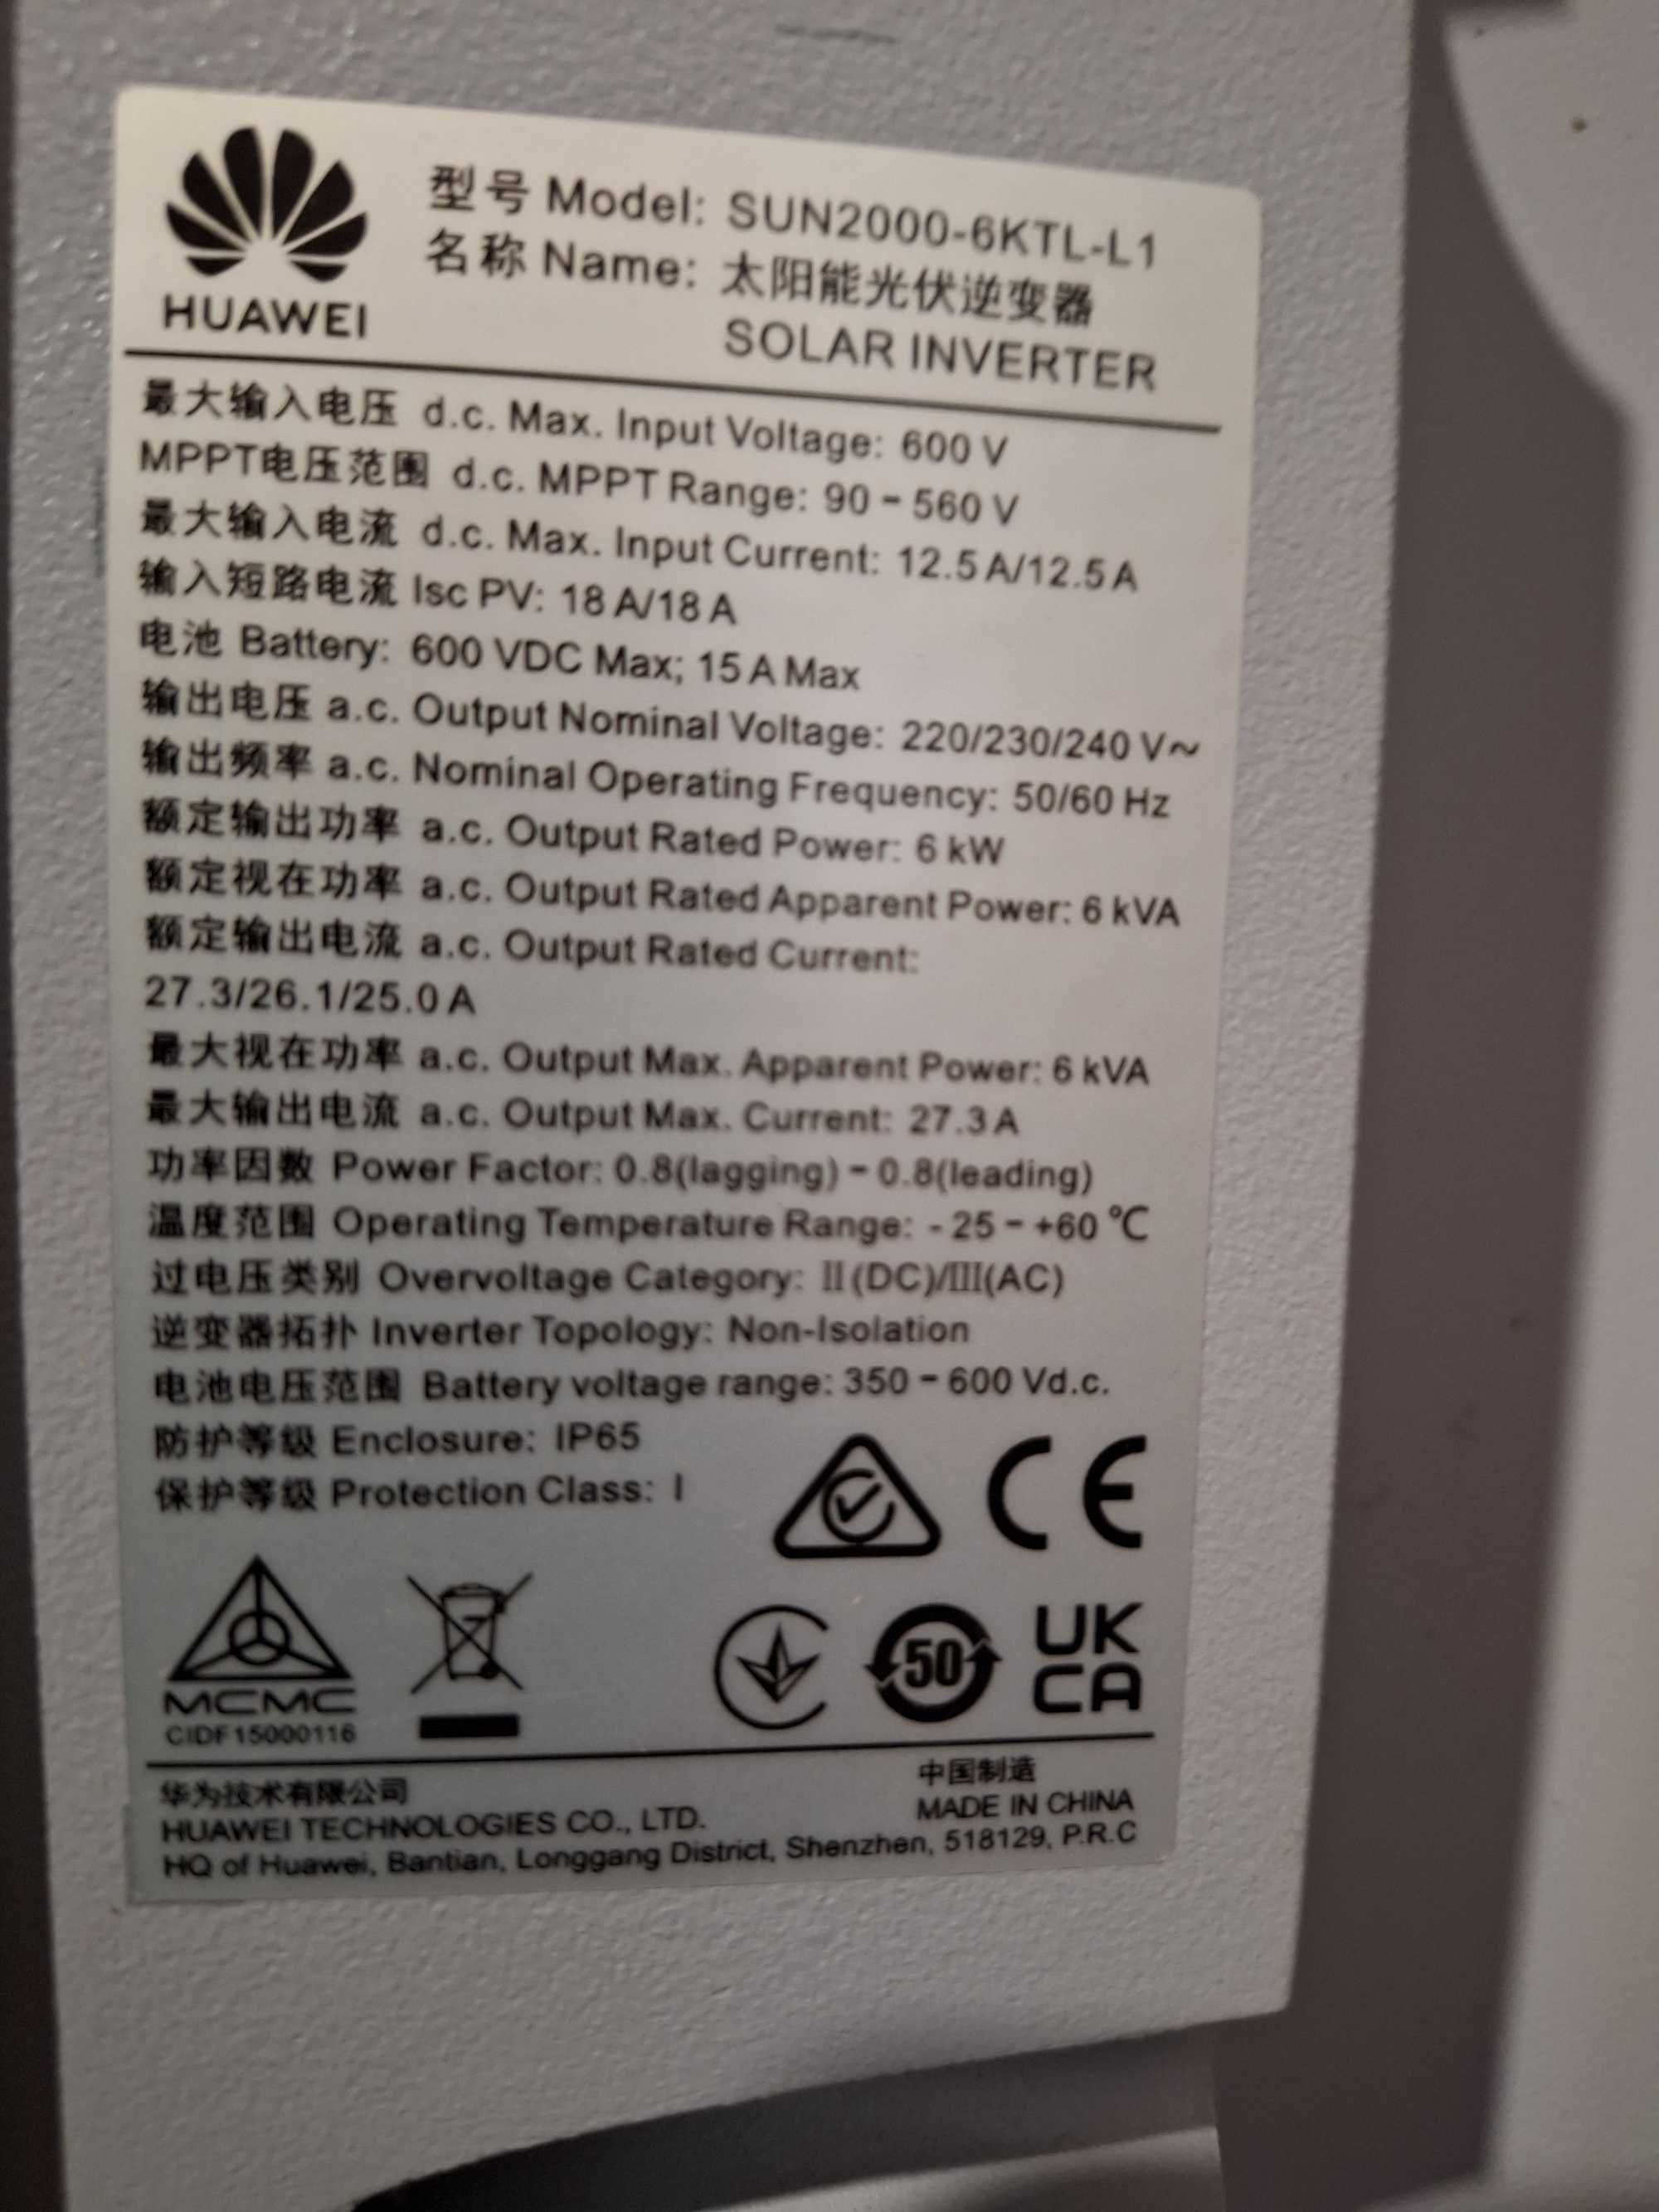 HUAWEI
型号 Model: SUN2000-6KTL-L1
名称 Name: 太阳能光伏逆变器
SOLAR INVERTER
最大输入电压 d.c. Max. Input Voltage: 600 V
MPPT电压范围 d.c. MPPT Range: 90 - 560 V
最大输入电流 d.c. Max. Input Current: 12.5 A/12.5 A
输入短路电流 Isc PV: 18 A/18 A
电池 Battery: 600 VDC Max; 15 A Max
输出电压 a.c. Output Nominal Voltage: 220/230/240 V~
输出频率 a.c. Nominal Operating Frequency: 50/60 Hz
额定输出功率 a.c. Output Rated Power: 6 kW
额定视在功率 a.c. Output Rated Apparent Power: 6 kVA
额定输出电流 a.c. Output Rated Current:
27.3/26.1/25.0 A
最大视在功率 a.c. Output Max. Apparent Power: 6 kVA
最大输出电流 a.c. Output Max. Current: 27.3 A
功率因数 Power Factor: 0.8(lagging) - 0.8(leading)
温度范围 Operating Temperature Range: - 25 - +60 ℃
过电压类别 Overvoltage Category: Ⅱ(DC)/Ⅲ(AC)
逆变器拓扑 Inverter Topology: Non-Isolation
电池电压范围 Battery voltage range: 350 - 600 Vd.c.
防护等级 Enclosure: IP65
保护等级 Protection Class: I
CE
MCMC
CIDF15000116
50
UK
CA
华为技术有限公司
HUAWEI TECHNOLOGIES CO., LTD.
中国制造
MADE IN CHINA
HQ of Huawei, Bantian, Longgang District, Shenzhen, 518129, P.R.C